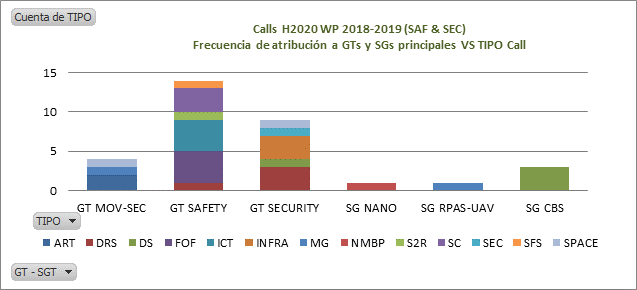 Cuenta de TIPO
Calls H2020 WP 2018-2019 (SAF & SEC)
Frecuencia de atribución a GTs y SGs principales VS TIPO Call
15
10
5
0
GT MOV-SEC GT SAFETY GT SECURITY SG NANO SG RPAS-UAV SG CBS
TIPO
ART DRS DS FOF ICT INFRA MG NMBP S2R SC SEC SFS SPACE
GT - SGT